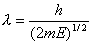 λ = h / (2mE)^{1/2}